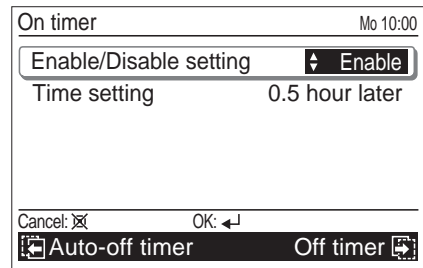 On timer Mo 10:00
Enable/Disable setting Enable
Time setting 0.5 hour later
Cancel: OK:
Auto-off timer Off timer